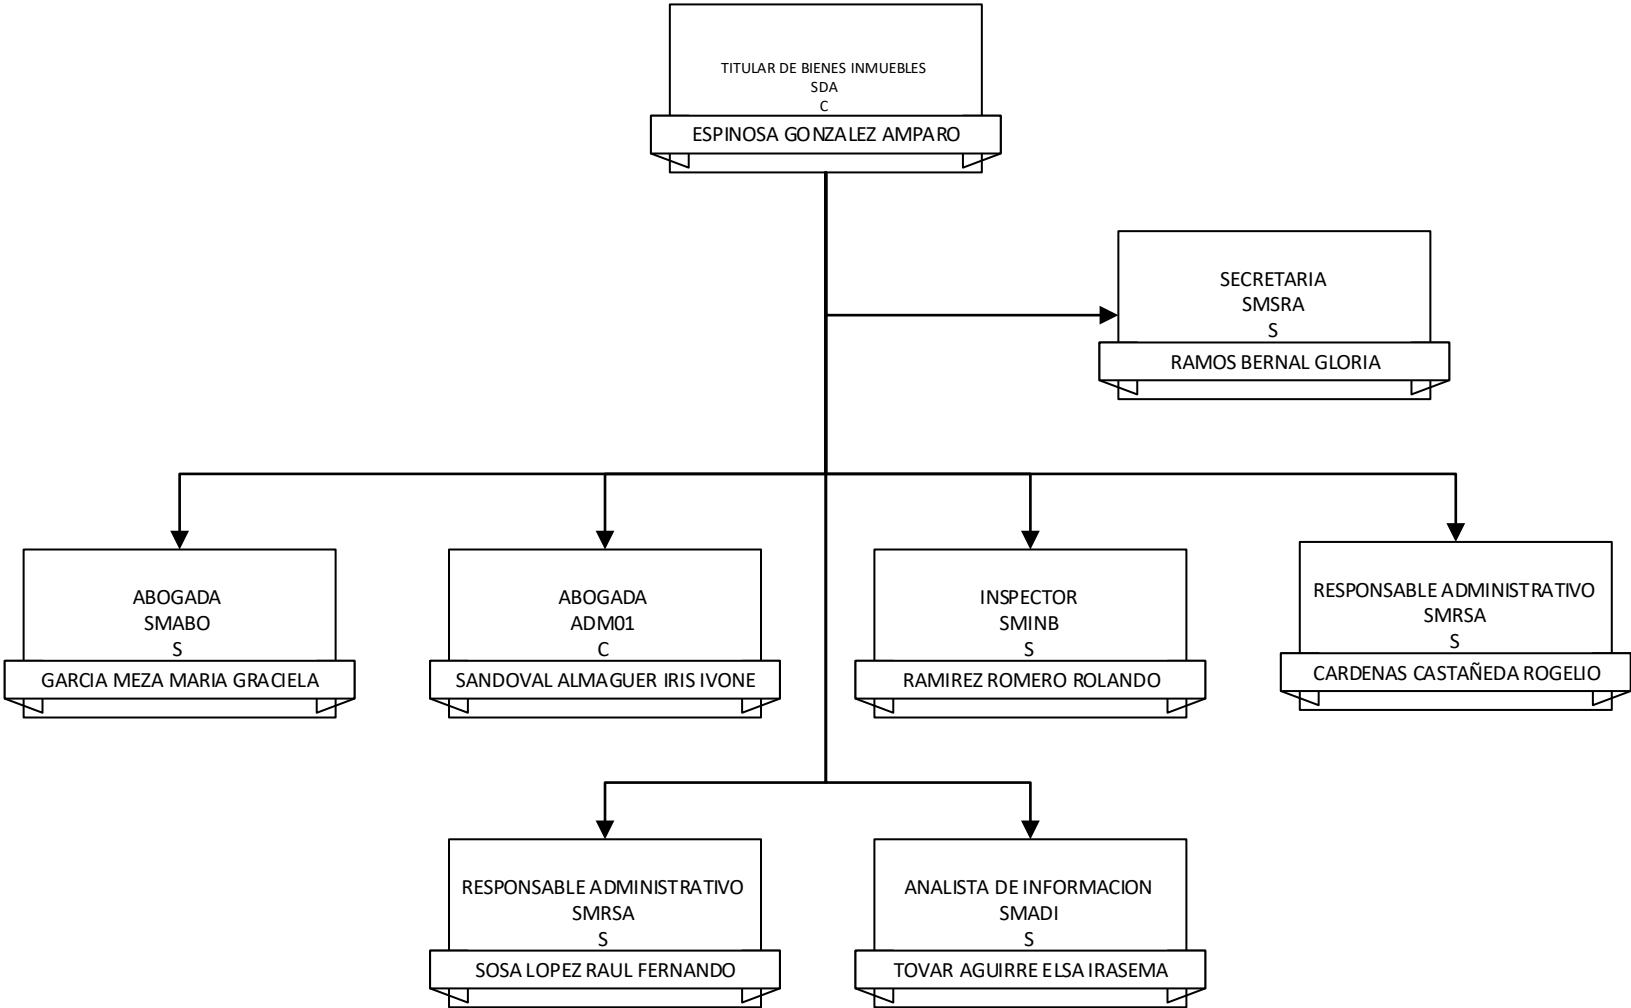 TITULAR DE BIENES INMUEBLES
SDA
C
ESPINOSA GONZALEZ AMPARO
SECRETARIA
SMSRA
S
RAMOS BERNAL GLORIA
ABOGADA
SMABO
S
GARCIA MEZA MARIA GRACIELA
ABOGADA
ADM01
C
SANDOVAL ALMAGUER IRIS IVONE
INSPECTOR
SMINB
S
RAMIREZ ROMERO ROLANDO
RESPONSABLE ADMINISTRATIVO
SMRSA
S
CARDENAS CASTAÑEDA ROGELIO
RESPONSABLE ADMINISTRATIVO
SMRSA
S
SOSA LOPEZ RAUL FERNANDO
ANALISTA DE INFORMACION
SMADI
S
TOVAR AGUIRRE ELSA IRASEMA